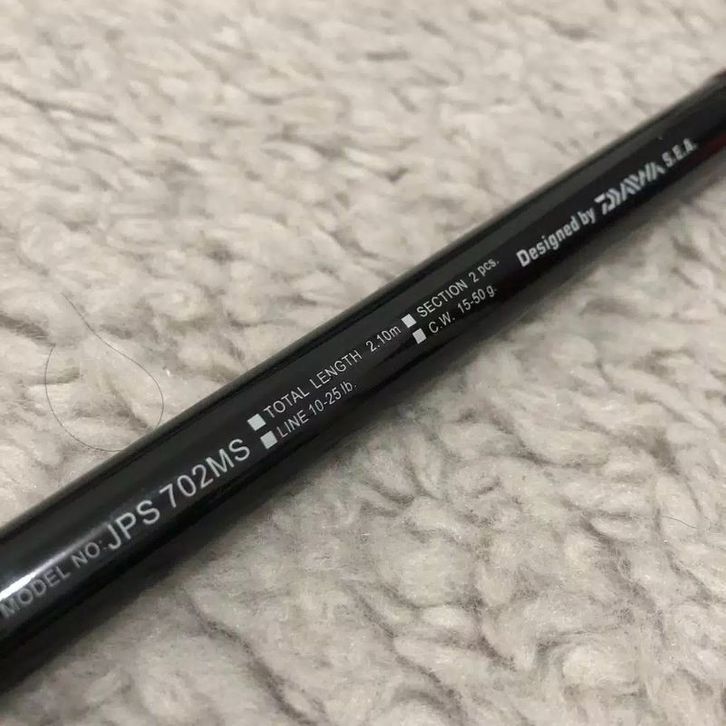 MODEL NO: JPS 702MS
■ TOTAL LENGTH 2.10m ■ SECTION 2 pcs.
■ LINE 10-25 lb. ■ C.W. 15-50 g.
Designed by DAIWA S.E.A.